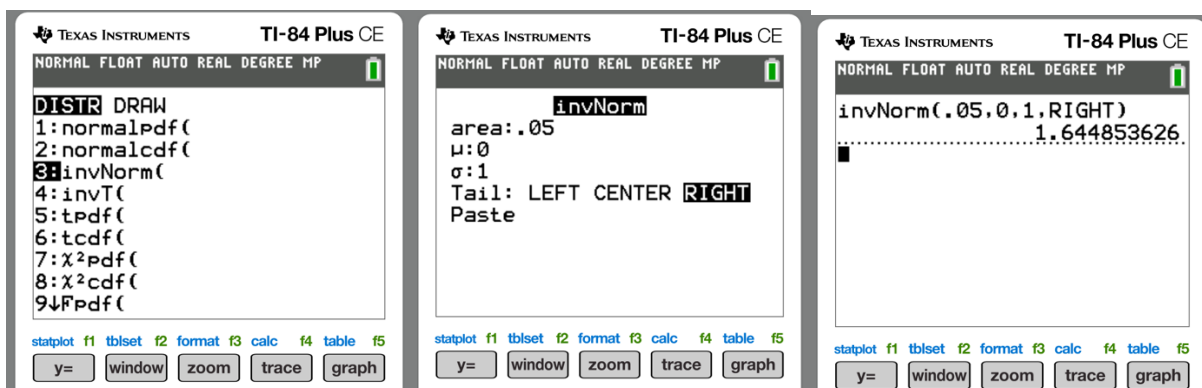 TEXAS INSTRUMENTS TI-84 Plus CE
NORMAL FLOAT AUTO REAL DEGREE MP
DISTR DRAW
1:normalpdf(
2:normalcdf(
3:invNorm(
4:invT(
5:tpdf(
6:tcdf(
7:χ²pdf(
8:χ²cdf(
9↓Fpdf(
statplot f1 tblset f2 format f3 calc f4 table f5
y= window zoom trace graph
TEXAS INSTRUMENTS TI-84 Plus CE
NORMAL FLOAT AUTO REAL DEGREE MP
invNorm
area:.05
μ:0
σ:1
Tail: LEFT CENTER RIGHT
Paste
statplot f1 tblset f2 format f3 calc f4 table f5
y= window zoom trace graph
TEXAS INSTRUMENTS TI-84 Plus CE
NORMAL FLOAT AUTO REAL DEGREE MP
invNorm(.05,0,1,RIGHT)
1.644853626
statplot f1 tblset f2 format f3 calc f4 table f5
y= window zoom trace graph